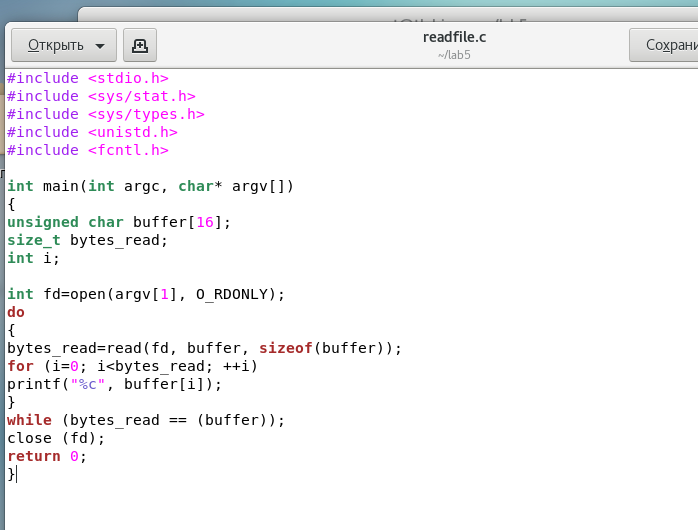 Открыть
readfile.c
~/lab5
#include <stdio.h>
#include <sys/stat.h>
#include <sys/types.h>
#include <unistd.h>
#include <fcntl.h>
int main(int argc, char* argv[])
{
unsigned char buffer[16];
size_t bytes_read;
int i;
int fd=open(argv[1], O_RDONLY);
do
{
bytes_read=read(fd, buffer, sizeof(buffer));
for (i=0; i<bytes_read; ++i)
printf("%c", buffer[i]);
}
while (bytes_read == (buffer));
close (fd);
return 0;
}